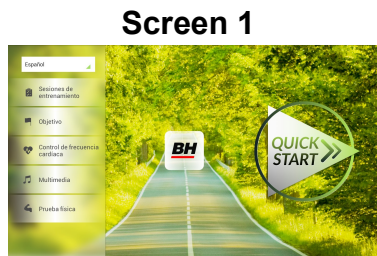 Screen 1
Español
Sesiones de
entrenamiento
Objetivo
Control de frecuencia
cardiaca
Multimedia
Prueba física
BH
QUICK
START